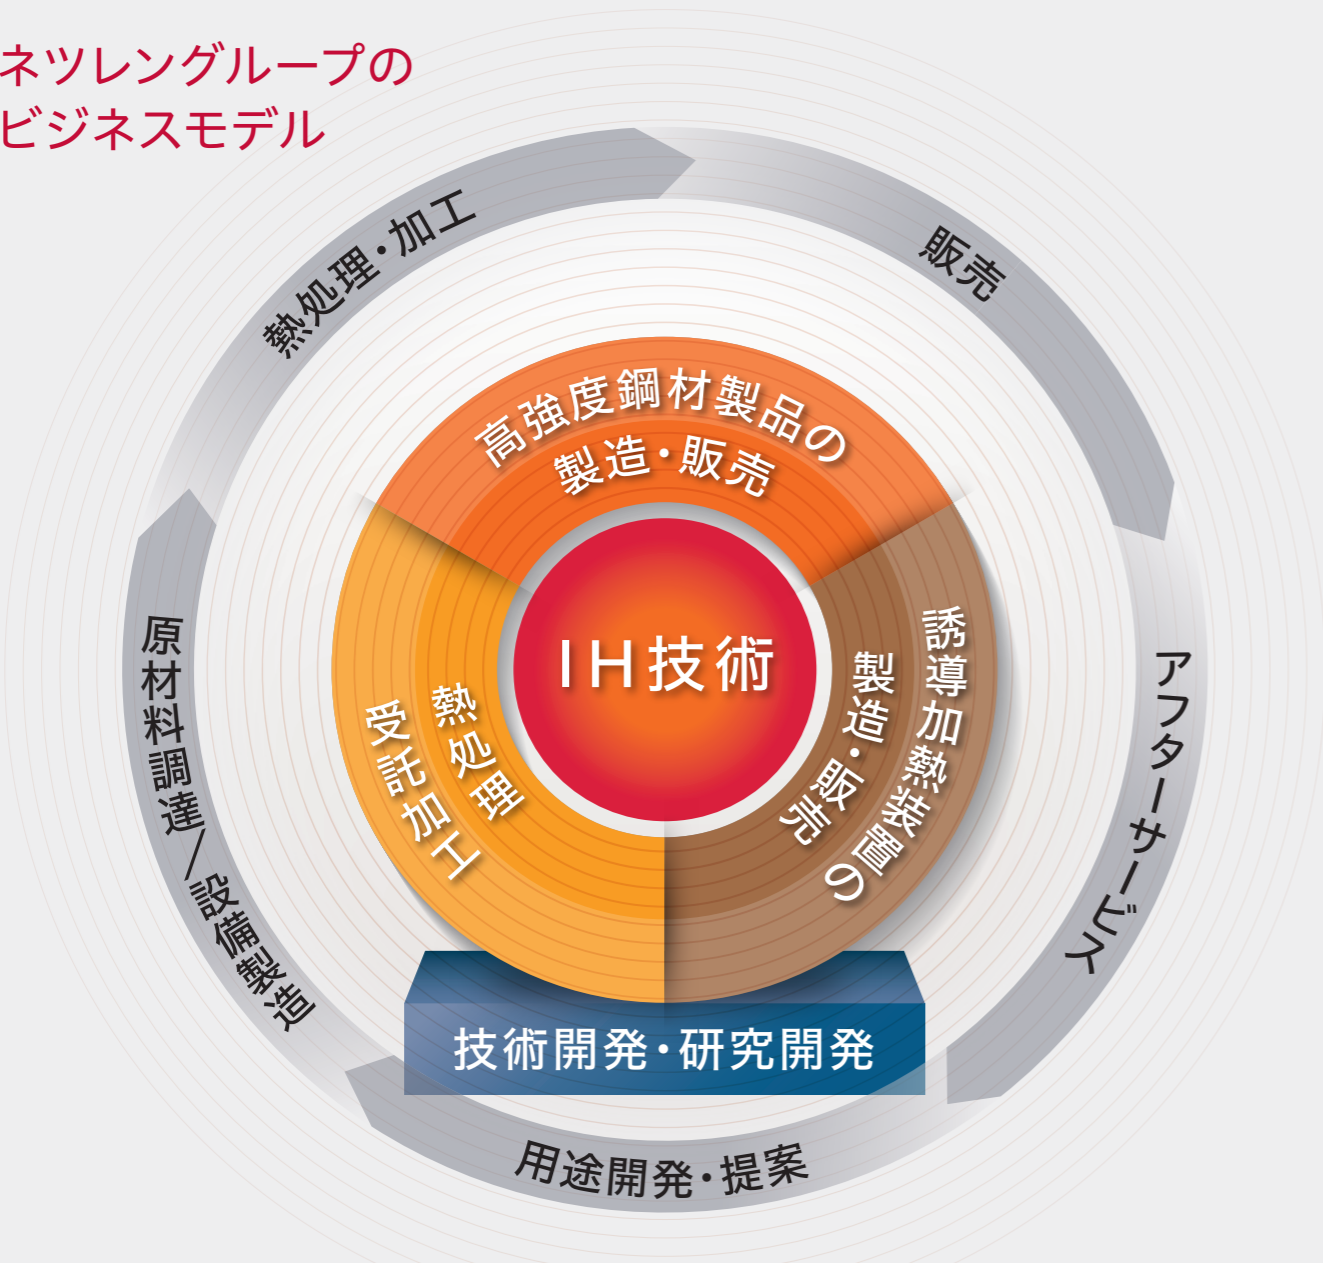 ネツレングループの
ビジネスモデル
熱処理・加工
販売
アフターサービス
用途開発・提案
原材料調達/設備製造
高強度鋼材製品の
製造・販売
誘導加熱装置の
製造・販売
熱処理
受託加工
IH技術
技術開発・研究開発